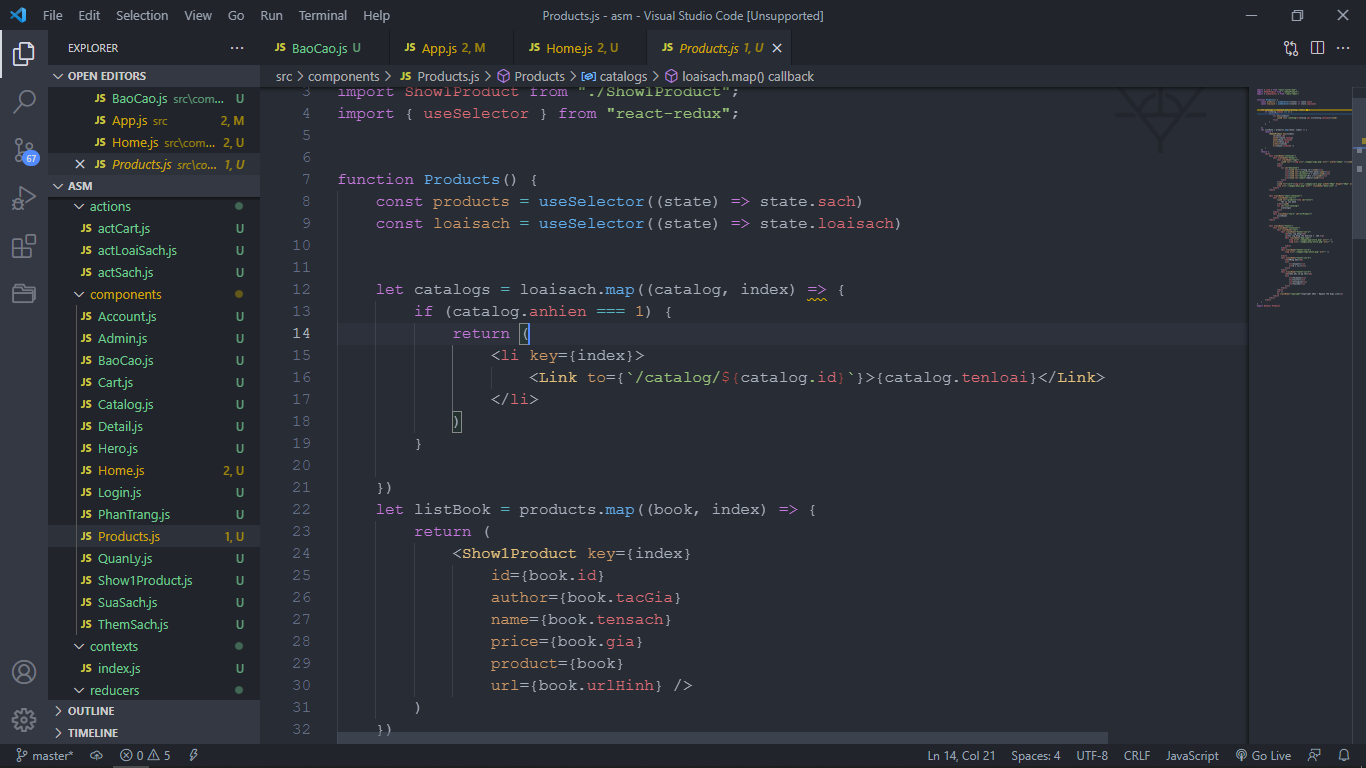 File Edit Selection View Go Run Terminal Help Products.js - asm - Visual Studio Code [Unsupported]
EXPLORER
JS BaoCao.js U JS App.js 2, M JS Home.js 2, U JS Products.js 1, U
OPEN EDITORS
src > components > JS Products.js > Products > catalogs > loaisach.map() callback
JS BaoCao.js src\com... U
JS App.js src 2, M
JS Home.js src\com... 2, U
JS Products.js src\co... 1, U
ASM
actions
JS actCart.js U
JS actLoaiSach.js U
JS actSach.js U
components
JS Account.js U
JS Admin.js U
JS BaoCao.js U
JS Cart.js U
JS Catalog.js U
JS Detail.js U
JS Hero.js U
JS Home.js 2, U
JS Login.js U
JS PhanTrang.js U
JS Products.js 1, U
JS QuanLy.js U
JS Show1Product.js U
JS SuaSach.js U
JS ThemSach.js U
contexts
JS index.js U
reducers
OUTLINE
TIMELINE
67
3 import Show1Product from "./Show1Product";
4 import { useSelector } from "react-redux";
5
6
7 function Products() {
8 const products = useSelector((state) => state.sach)
9 const loaisach = useSelector((state) => state.loaisach)
10
11
12 let catalogs = loaisach.map((catalog, index) => {
13 if (catalog.anhien === 1) {
14 return (
15 <li key={index}>
16 <Link to={`/catalog/${catalog.id}`}>{catalog.tenloai}</Link>
17 </li>
18 )
19 }
20
21 })
22 let listBook = products.map((book, index) => {
23 return (
24 <Show1Product key={index}
25 id={book.id}
26 author={book.tacGia}
27 name={book.tensach}
28 price={book.gia}
29 product={book}
30 url={book.urlHinh} />
31 )
32 })
master* 0 5 Ln 14, Col 21 Spaces: 4 UTF-8 CRLF JavaScript Go Live